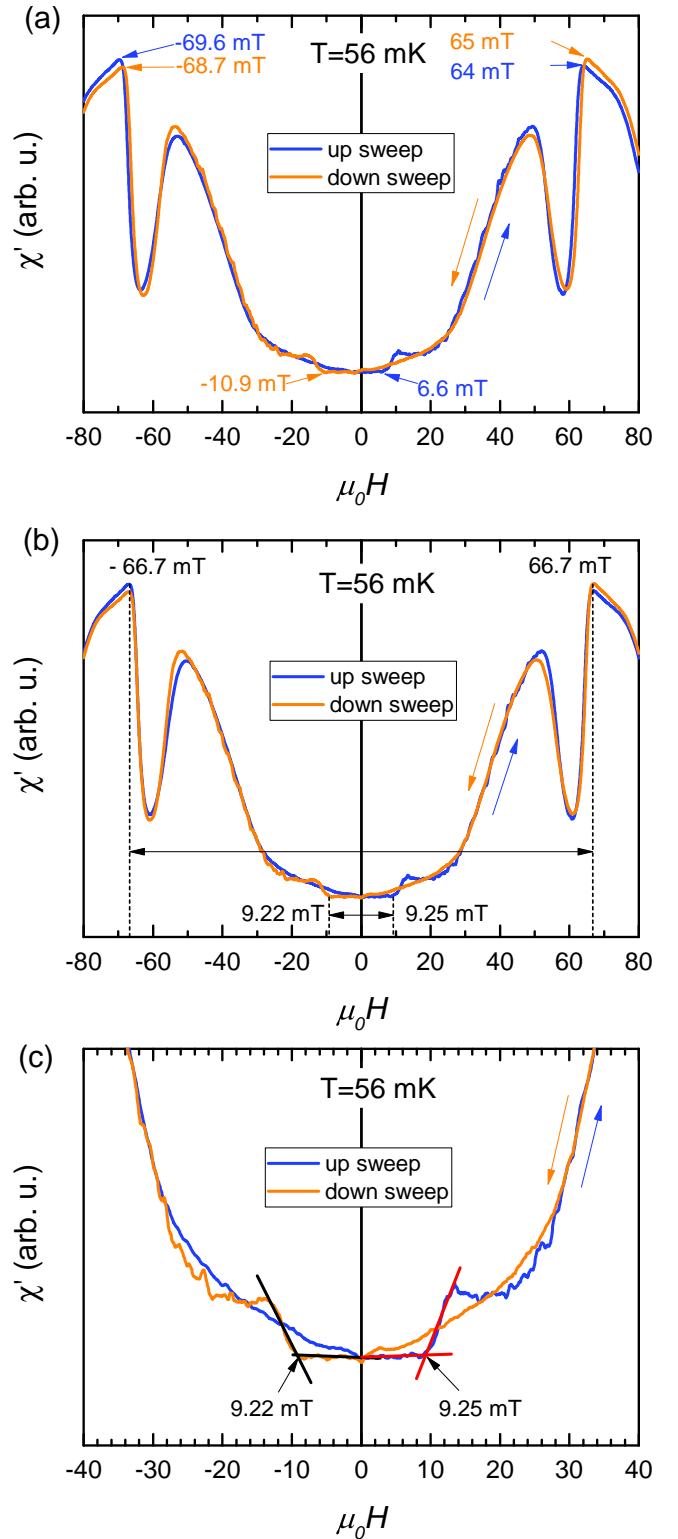 (a)
-69.6 mT
T=56 mK
65 mT
-68.7 mT
64 mT
up sweep
down sweep
χ' (arb. u.)
-10.9 mT
6.6 mT
-80 -60 -40 -20 0 20 40 60 80
μ0H
(b)
- 66.7 mT
T=56 mK
66.7 mT
up sweep
down sweep
χ' (arb. u.)
9.22 mT
9.25 mT
-80 -60 -40 -20 0 20 40 60 80
μ0H
(c)
T=56 mK
up sweep
down sweep
χ' (arb. u.)
9.22 mT
9.25 mT
-40 -30 -20 -10 0 10 20 30 40
μ0H